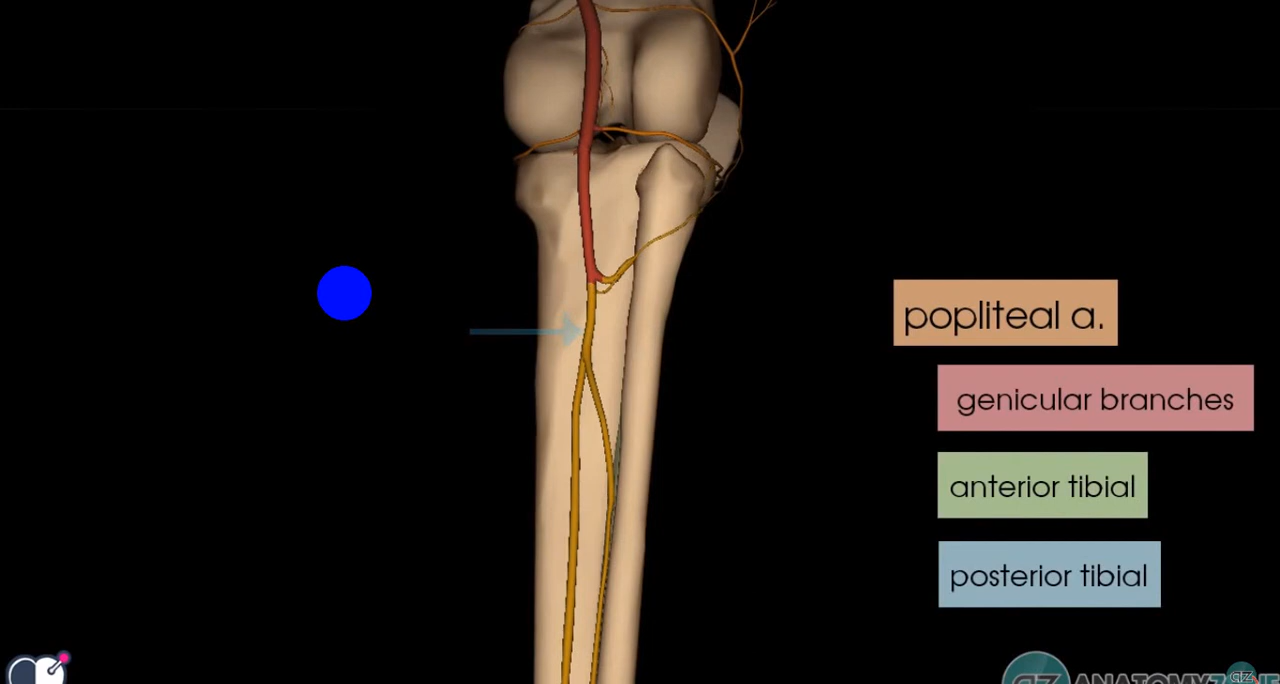 popliteal a.
genicular branches
anterior tibial
posterior tibial